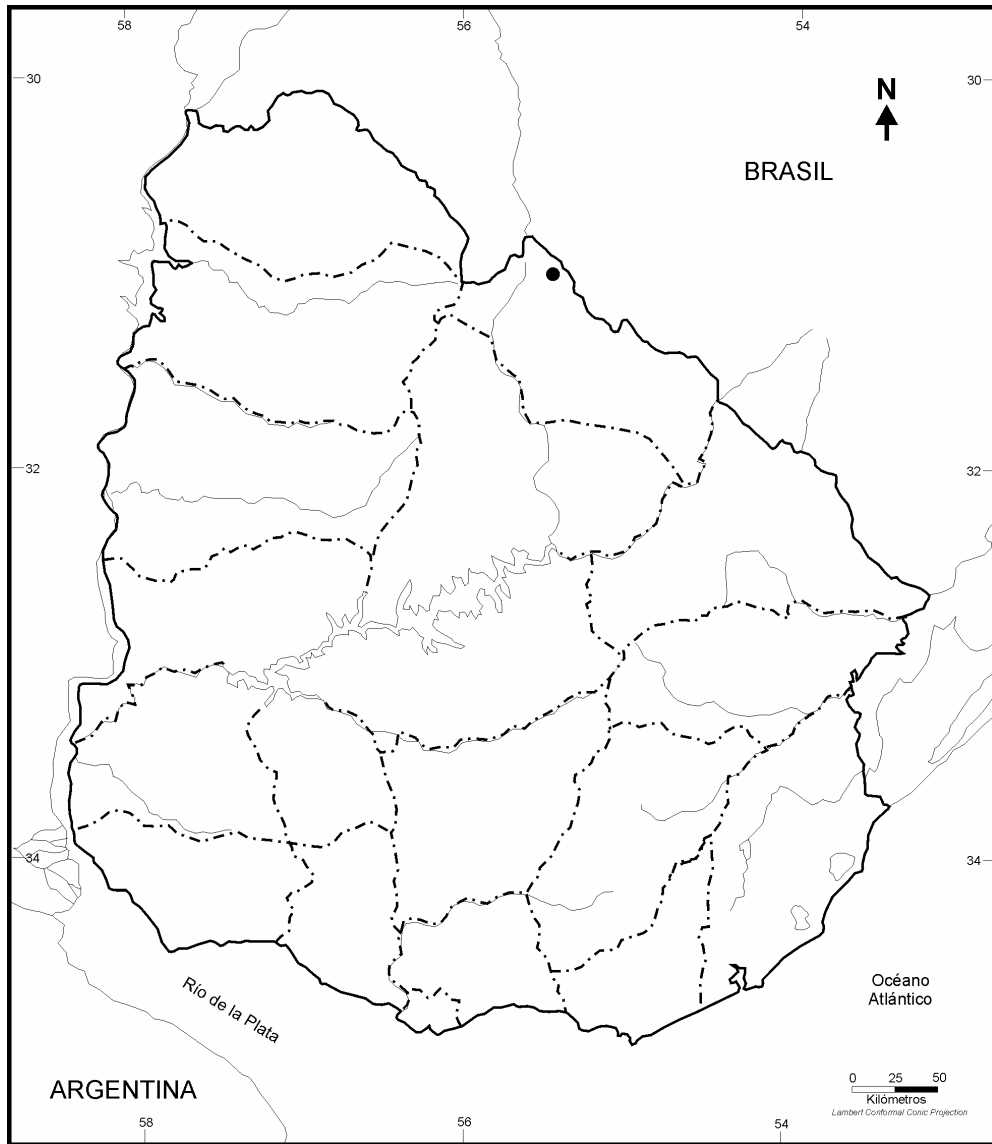 58 56 54
30 30
N
BRASIL
32 32
34 34
Río de la Plata
Océano
Atlántico
ARGENTINA
0 25 50
Kilómetros
Lambert Conformal Conic Projection
58 56 54